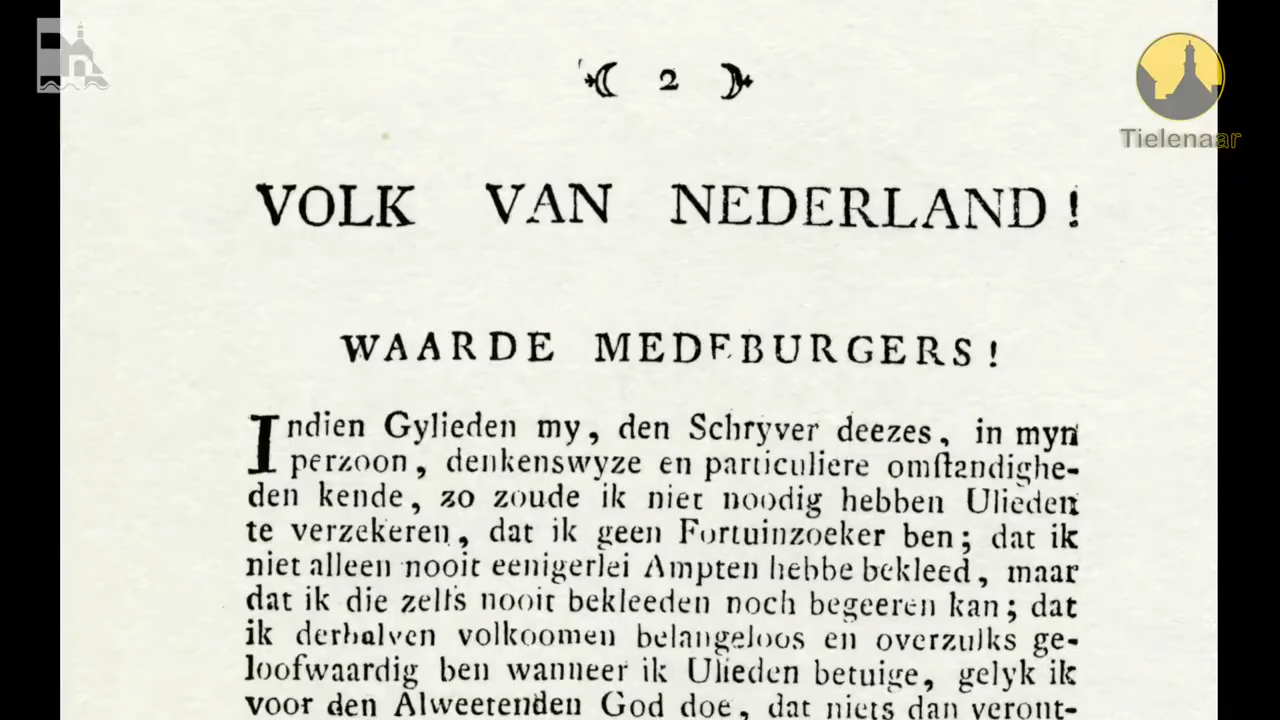 2
Tielenaar
VOLK VAN NEDERLAND!
WAARDE MEDEBURGERS!
Indien Gylieden my, den Schryver deezes, in myn
perzoon, denkenswyze en particuliere omſtandighe-
den kende, zo zoude ik niet noodig hebben Ulieden
te verzekeren, dat ik geen Fortuinzoeker ben; dat ik
niet alleen nooit eenigerlei Ampten hebbe bekleed, maar
dat ik die zelfs nooit bekleeden noch begeeren kan; dat
ik derhalven volkoomen belangeloos en overzulks ge-
loofwaardig ben wanneer ik Ulieden betuige, gelyk ik
voor den Alweetenden God doe, dat niets dan veront-